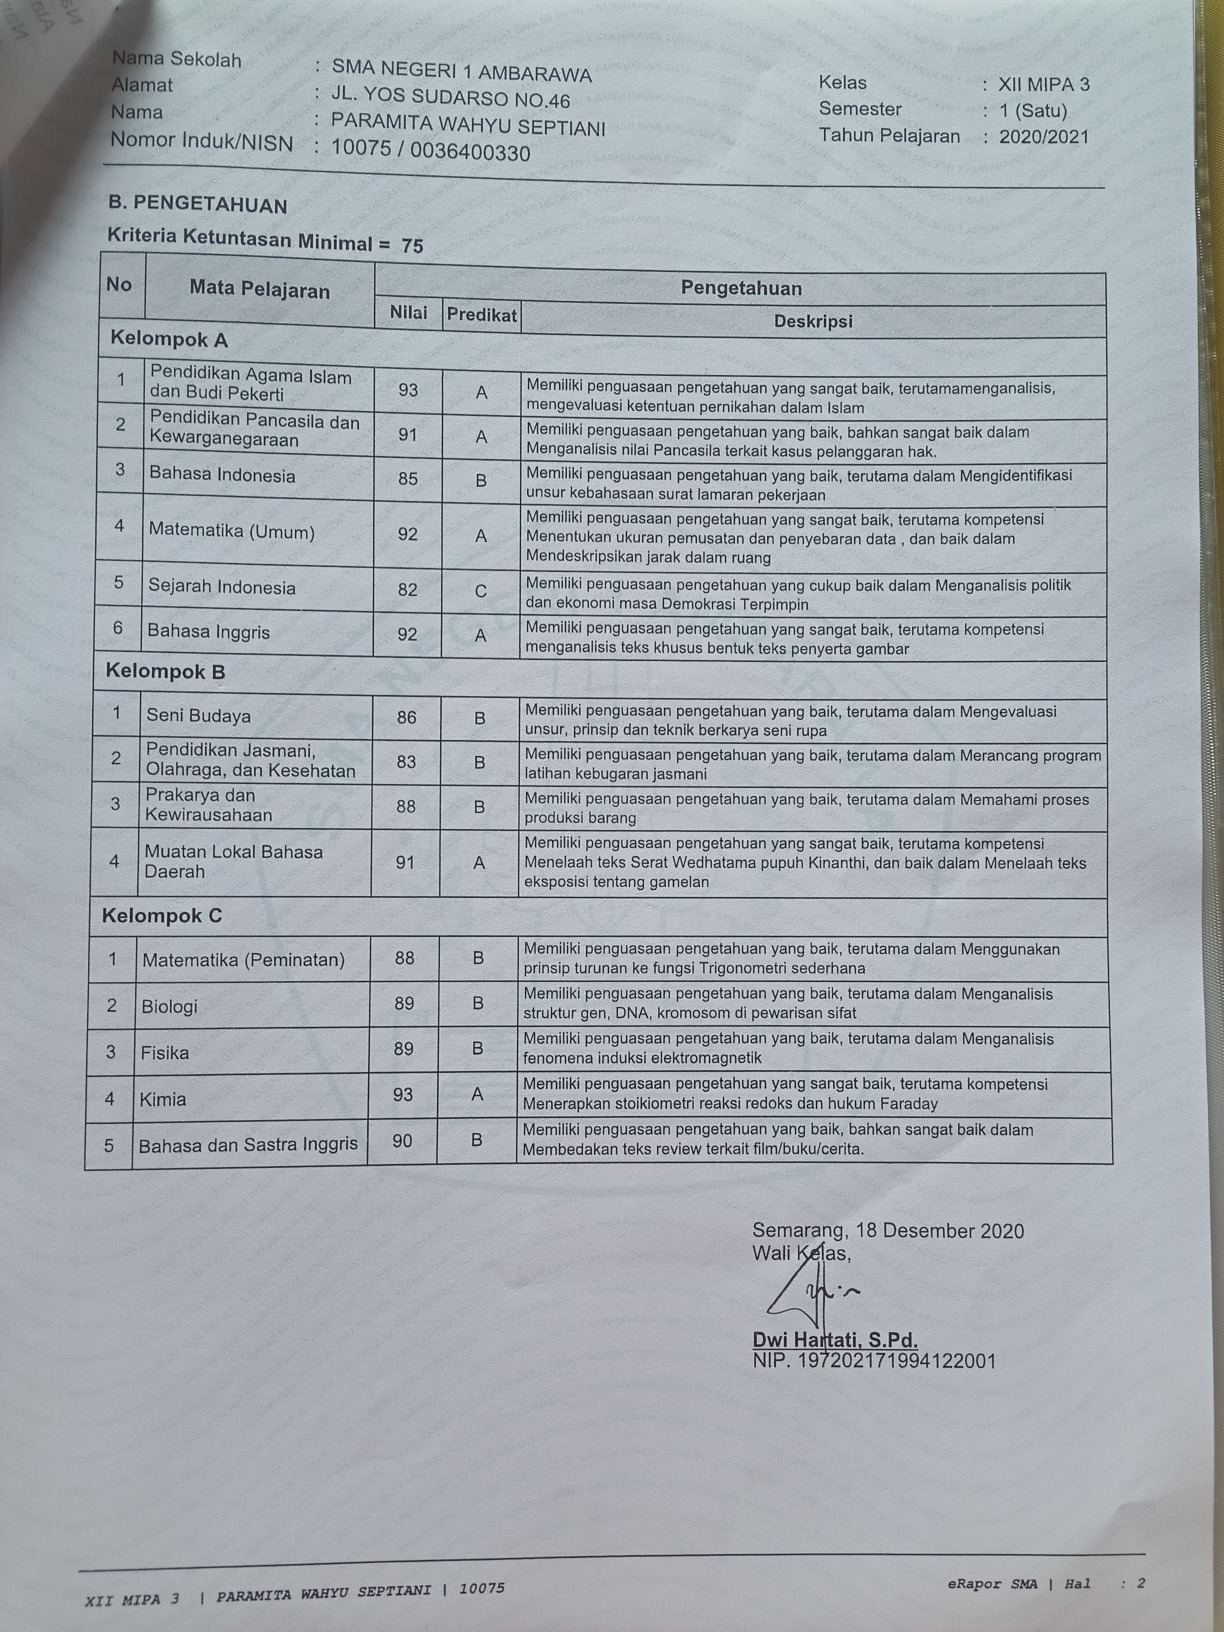 Nama Sekolah : SMA NEGERI 1 AMBARAWA
Alamat : JL. YOS SUDARSO NO.46
Nama : PARAMITA WAHYU SEPTIANI
Nomor Induk/NISN : 10075 / 0036400330
Kelas : XII MIPA 3
Semester : 1 (Satu)
Tahun Pelajaran : 2020/2021
B. PENGETAHUAN
Kriteria Ketuntasan Minimal = 75
No Mata Pelajaran Pengetahuan
Nilai Predikat Deskripsi
Kelompok A
1 Pendidikan Agama Islam dan Budi Pekerti 93 A Memiliki penguasaan pengetahuan yang sangat baik, terutamamenganalisis,
mengevaluasi ketentuan pernikahan dalam Islam
2 Pendidikan Pancasila dan Kewarganegaraan 91 A Memiliki penguasaan pengetahuan yang baik, bahkan sangat baik dalam
Menganalisis nilai Pancasila terkait kasus pelanggaran hak.
3 Bahasa Indonesia 85 B Memiliki penguasaan pengetahuan yang baik, terutama dalam Mengidentifikasi
unsur kebahasaan surat lamaran pekerjaan
4 Matematika (Umum) 92 A Memiliki penguasaan pengetahuan yang sangat baik, terutama kompetensi
Menentukan ukuran pemusatan dan penyebaran data , dan baik dalam
Mendeskripsikan jarak dalam ruang
5 Sejarah Indonesia 82 C Memiliki penguasaan pengetahuan yang cukup baik dalam Menganalisis politik
dan ekonomi masa Demokrasi Terpimpin
6 Bahasa Inggris 92 A Memiliki penguasaan pengetahuan yang sangat baik, terutama kompetensi
menganalisis teks khusus bentuk teks penyerta gambar
Kelompok B
1 Seni Budaya 86 B Memiliki penguasaan pengetahuan yang baik, terutama dalam Mengevaluasi
unsur, prinsip dan teknik berkarya seni rupa
2 Pendidikan Jasmani, Olahraga, dan Kesehatan 83 B Memiliki penguasaan pengetahuan yang baik, terutama dalam Merancang program
latihan kebugaran jasmani
3 Prakarya dan Kewirausahaan 88 B Memiliki penguasaan pengetahuan yang baik, terutama dalam Memahami proses
produksi barang
4 Muatan Lokal Bahasa Daerah 91 A Memiliki penguasaan pengetahuan yang sangat baik, terutama kompetensi
Menelaah teks Serat Wedhatama pupuh Kinanthi, dan baik dalam Menelaah teks
eksposisi tentang gamelan
Kelompok C
1 Matematika (Peminatan) 88 B Memiliki penguasaan pengetahuan yang baik, terutama dalam Menggunakan
prinsip turunan ke fungsi Trigonometri sederhana
2 Biologi 89 B Memiliki penguasaan pengetahuan yang baik, terutama dalam Menganalisis
struktur gen, DNA, kromosom di pewarisan sifat
3 Fisika 89 B Memiliki penguasaan pengetahuan yang baik, terutama dalam Menganalisis
fenomena induksi elektromagnetik
4 Kimia 93 A Memiliki penguasaan pengetahuan yang sangat baik, terutama kompetensi
Menerapkan stoikiometri reaksi redoks dan hukum Faraday
5 Bahasa dan Sastra Inggris 90 B Memiliki penguasaan pengetahuan yang baik, bahkan sangat baik dalam
Membedakan teks review terkait film/buku/cerita.
Semarang, 18 Desember 2020
Wali Kelas,
Dwi Hartati, S.Pd.
NIP. 197202171994122001
XII MIPA 3 | PARAMITA WAHYU SEPTIANI | 10075
eRapor SMA | Hal : 2